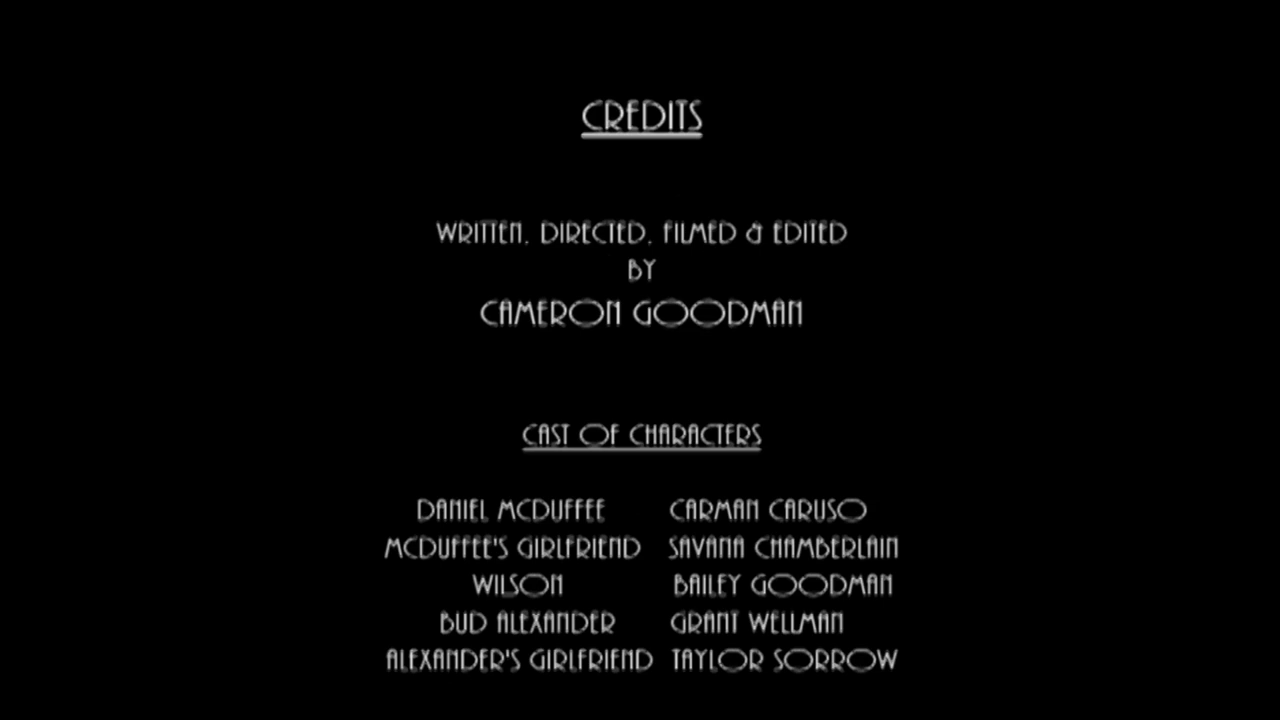 CREDITS
WRITTEN, DIRECTED, FILMED & EDITED
BY
CAMERON GOODMAN
CAST OF CHARACTERS
DANIEL MCDUFFEE CARMAN CARUSO
MCDUFFEE'S GIRLFRIEND SAVANA CHAMBERLAIN
WILSON BAILEY GOODMAN
BUD ALEXANDER GRANT WELLMAN
ALEXANDER'S GIRLFRIEND TAYLOR SORROW